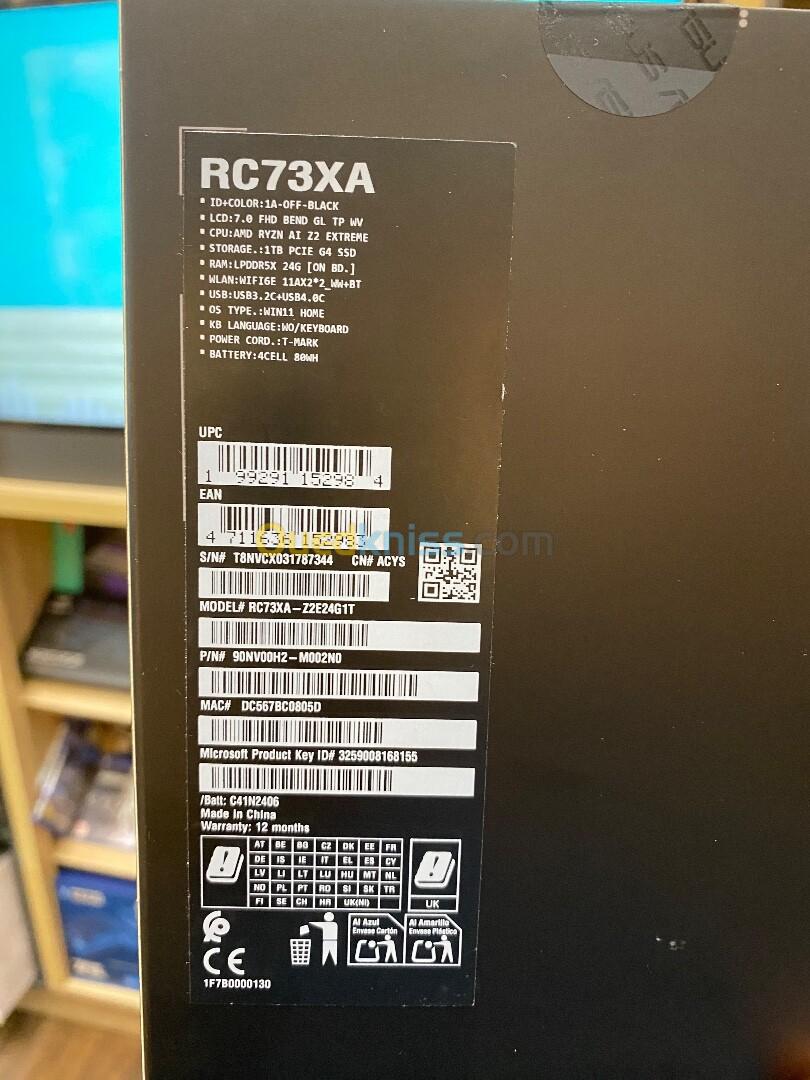 RC73XA
* ID+COLOR:1A-OFF-BLACK
* LCD:7.0 FHD BEND GL TP WV
* CPU:AMD RYZN AI Z2 EXTREME
* STORAGE.:1TB PCIE G4 SSD
* RAM:LPDDR5X 24G [ON BD.]
* WLAN:WIFI6E 11AX2*2_WW+BT
* USB:USB3.2C+USB4.0C
* OS TYPE.:WIN11 HOME
* KB LANGUAGE:WO/KEYBOARD
* POWER CORD.:T-MARK
* BATTERY:4CELL 80WH
UPC
1 99291 15298 4
EAN
Ouedkniss.com
S/N# T8NVCX031787344 CN# ACYS
MODEL# RC73XA-Z2E24G1T
P/N# 90NV00H2-M002N0
MAC# DC567BC0805D
Microsoft Product Key ID# 3259008168155
/Batt: C41N2406
Made in China
Warranty: 12 months
AT BE BG CZ DK EE FR
DE IS IE IT EL ES CY
LV LI LT LU HU MT NL
NO PL PT RO SI SK TR
FI SE CH HR UK(NI)
UK
Al Azul
Envase Cartón
Al Amarillo
Envase Plástico
CE
1F7B0000130